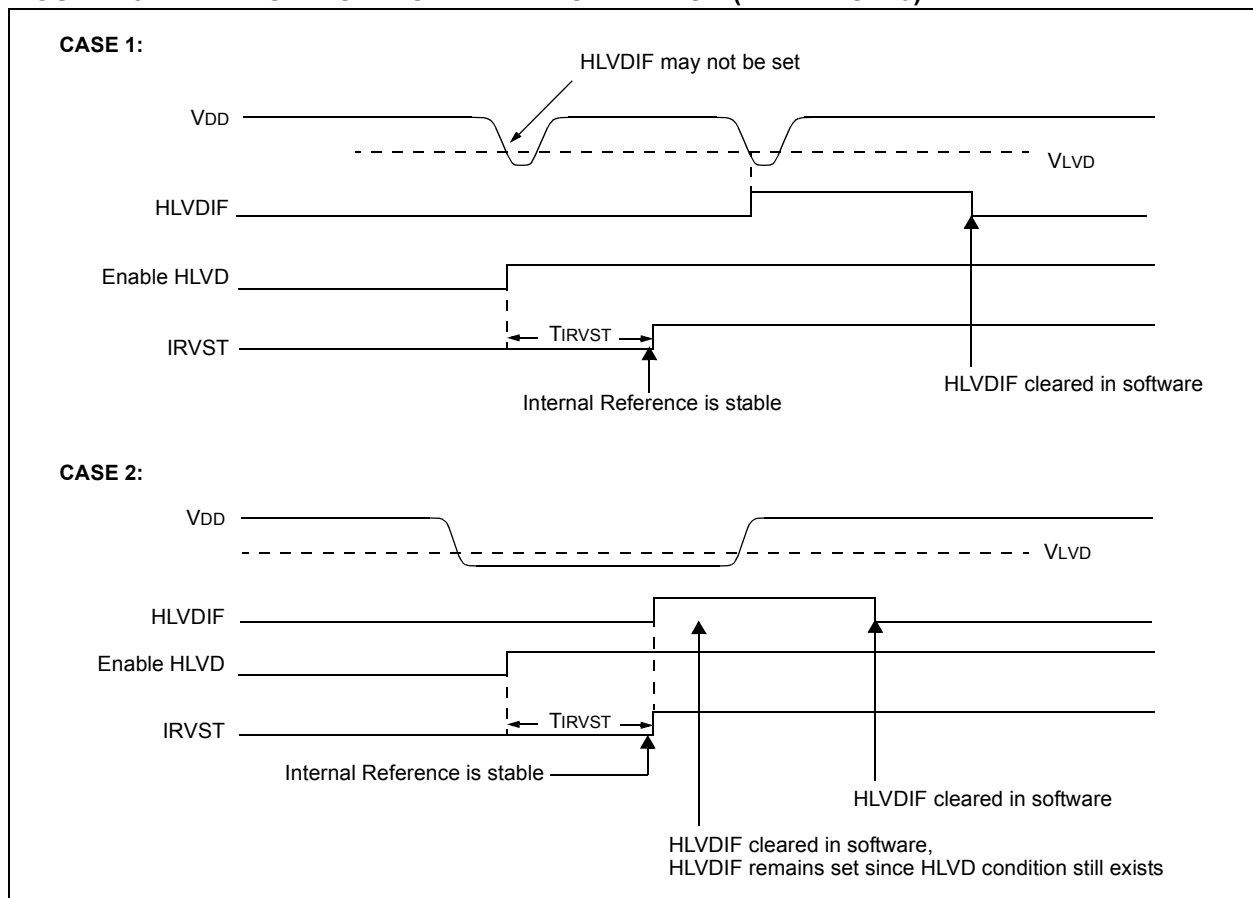 CASE 1:
HLVDIF may not be set
VDD
VLVD
HLVDIF
Enable HLVD
TIRVST
IRVST
HLVDIF cleared in software
Internal Reference is stable
CASE 2:
VDD
VLVD
HLVDIF
Enable HLVD
TIRVST
IRVST
Internal Reference is stable
HLVDIF cleared in software
HLVDIF cleared in software,
HLVDIF remains set since HLVD condition still exists